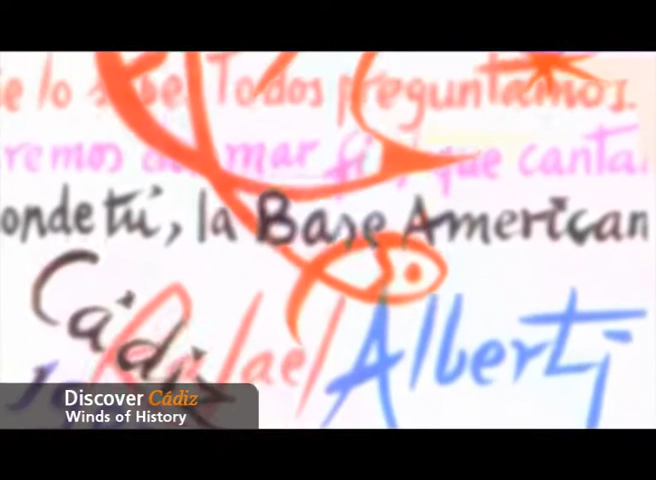 lo sabe. Todos preguntamos.
remos del mar que canta
onde tú, la Base American
Cádiz
Rafael Alberti
Discover Cádiz
Winds of History